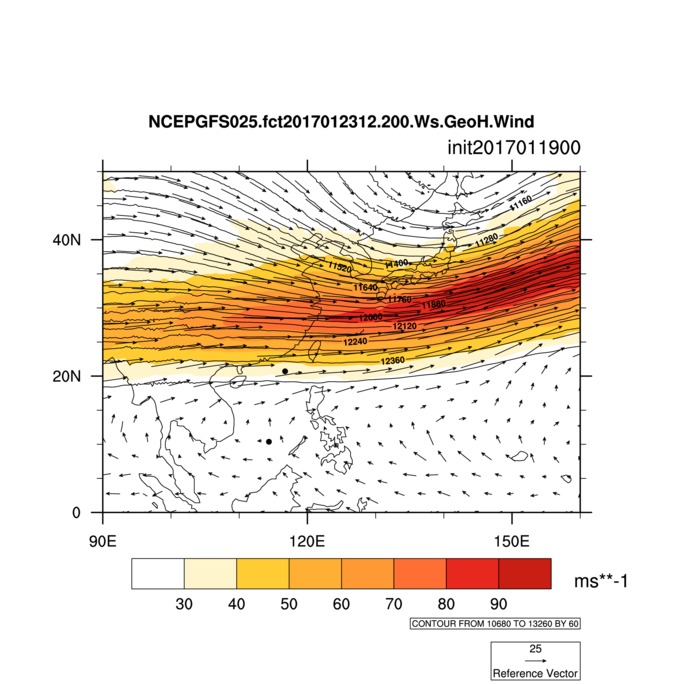 NCEPGFS025.fct2017012312.200.Ws.GeoH.Wind
init2017011900
11160
40N
11280
11520
11400
11640
11760
11880
12000
12120
12240
20N
12360
0
90E 120E 150E
30 40 50 60 70 80 90 ms**-1
CONTOUR FROM 10680 TO 13260 BY 60
25
Reference Vector